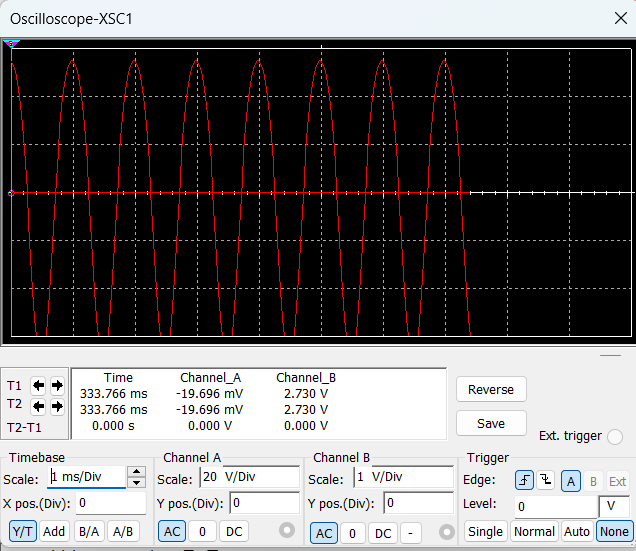 Oscilloscope-XSC1
Time Channel_A Channel_B
T1 333.766 ms -19.696 mV 2.730 V
T2 333.766 ms -19.696 mV 2.730 V
T2-T1 0.000 s 0.000 V 0.000 V
Reverse
Save
Ext. trigger
Timebase Channel A Channel B Trigger
Scale: 1 ms/Div Scale: 20 V/Div Scale: 1 V/Div Edge: A B Ext
X pos.(Div): 0 Y pos.(Div): 0 Y pos.(Div): 0 Level: 0 V
Y/T Add B/A A/B AC 0 DC AC 0 DC - Single Normal Auto None